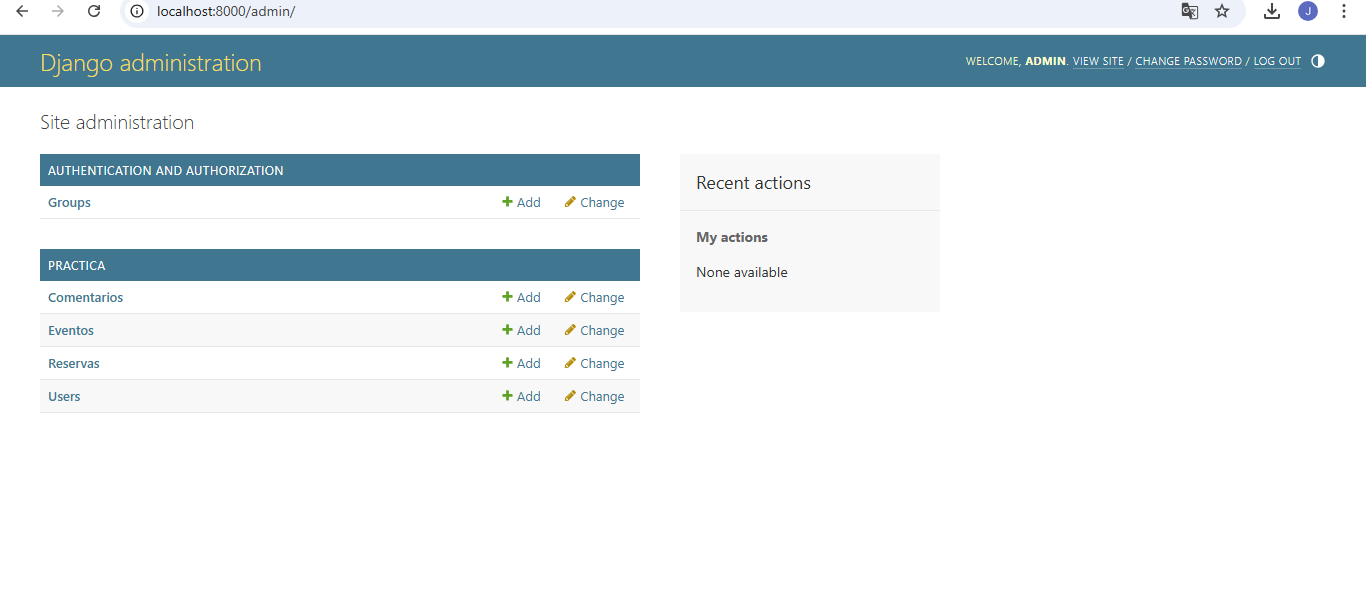 localhost:8000/admin/
Django administration
WELCOME, ADMIN. VIEW SITE / CHANGE PASSWORD / LOG OUT
Site administration
AUTHENTICATION AND AUTHORIZATION
Groups Add Change
PRACTICA
Comentarios Add Change
Eventos Add Change
Reservas Add Change
Users Add Change
Recent actions
My actions
None available
J